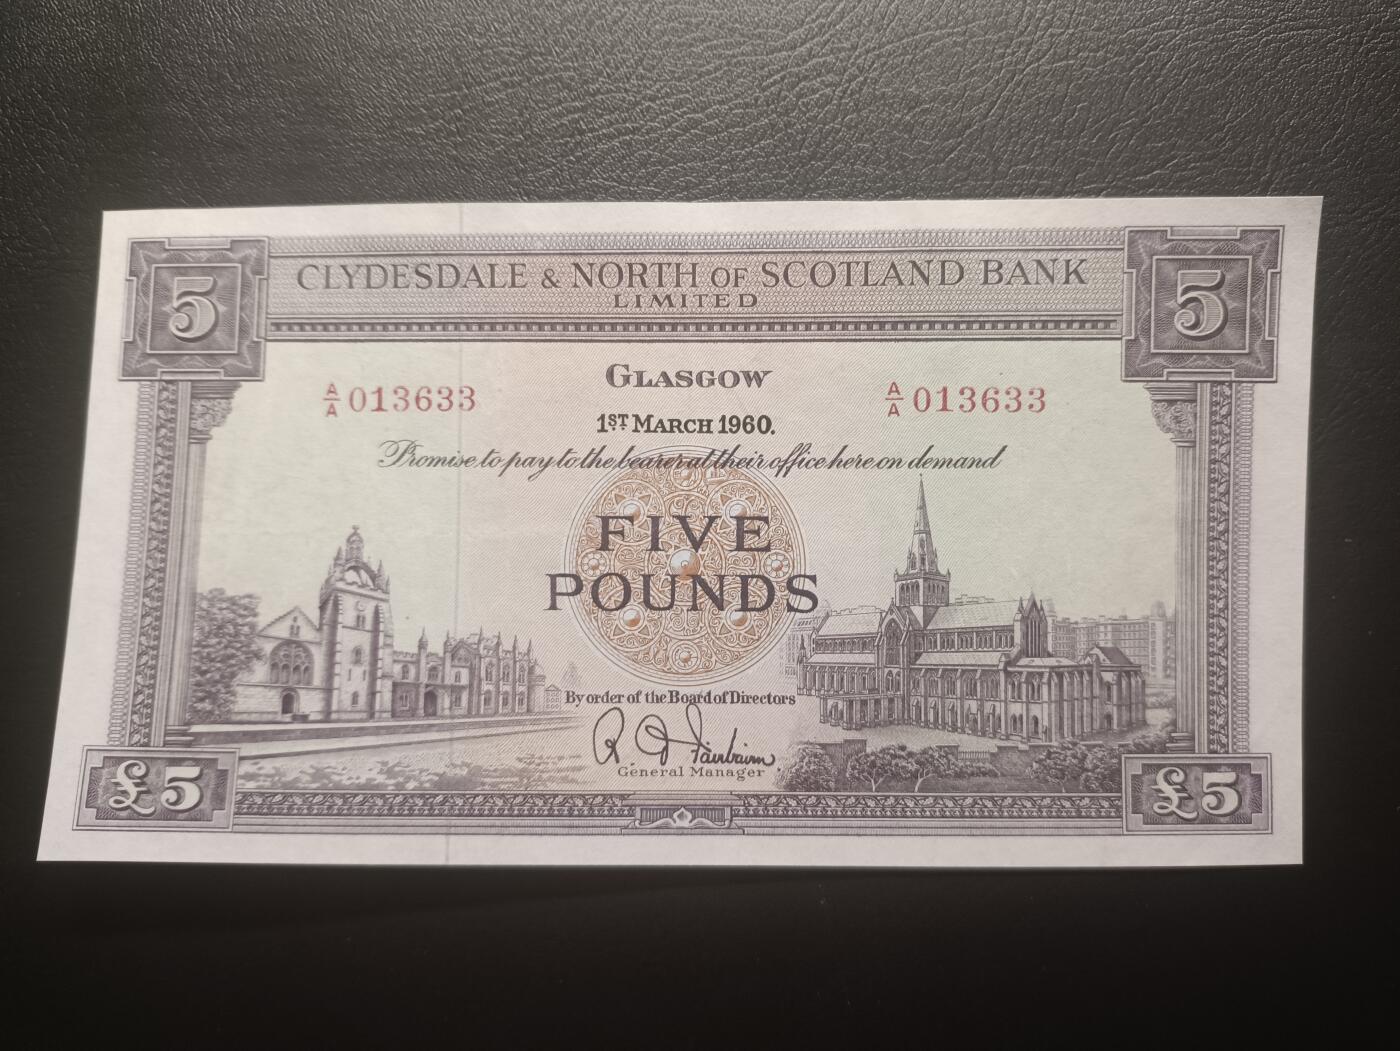 5 CLYDESDALE & NORTH OF SCOTLAND BANK 5
LIMITED
GLASGOW
A/A 013633 A/A 013633
1ST MARCH 1960.
Promise to pay to the bearer at their office here on demand
FIVE
POUNDS
By order of the Board of Directors
R. D. Fairbairn
General Manager
£5 £5